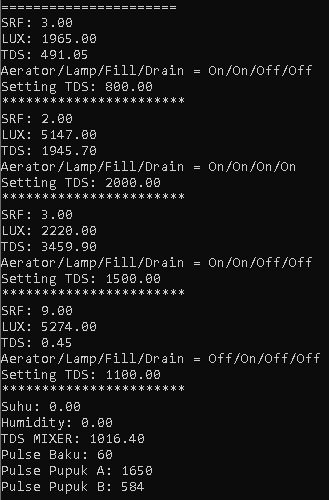 ======================
SRF: 3.00
LUX: 1965.00
TDS: 491.05
Aerator/Lamp/Fill/Drain = On/On/Off/Off
Setting TDS: 800.00
***********************
SRF: 2.00
LUX: 5147.00
TDS: 1945.70
Aerator/Lamp/Fill/Drain = On/On/On/On
Setting TDS: 2000.00
***********************
SRF: 3.00
LUX: 2220.00
TDS: 3459.90
Aerator/Lamp/Fill/Drain = On/On/Off/Off
Setting TDS: 1500.00
***********************
SRF: 9.00
LUX: 5274.00
TDS: 0.45
Aerator/Lamp/Fill/Drain = Off/On/Off/Off
Setting TDS: 1100.00
***********************
Suhu: 0.00
Humidity: 0.00
TDS MIXER: 1016.40
Pulse Baku: 60
Pulse Pupuk A: 1650
Pulse Pupuk B: 584